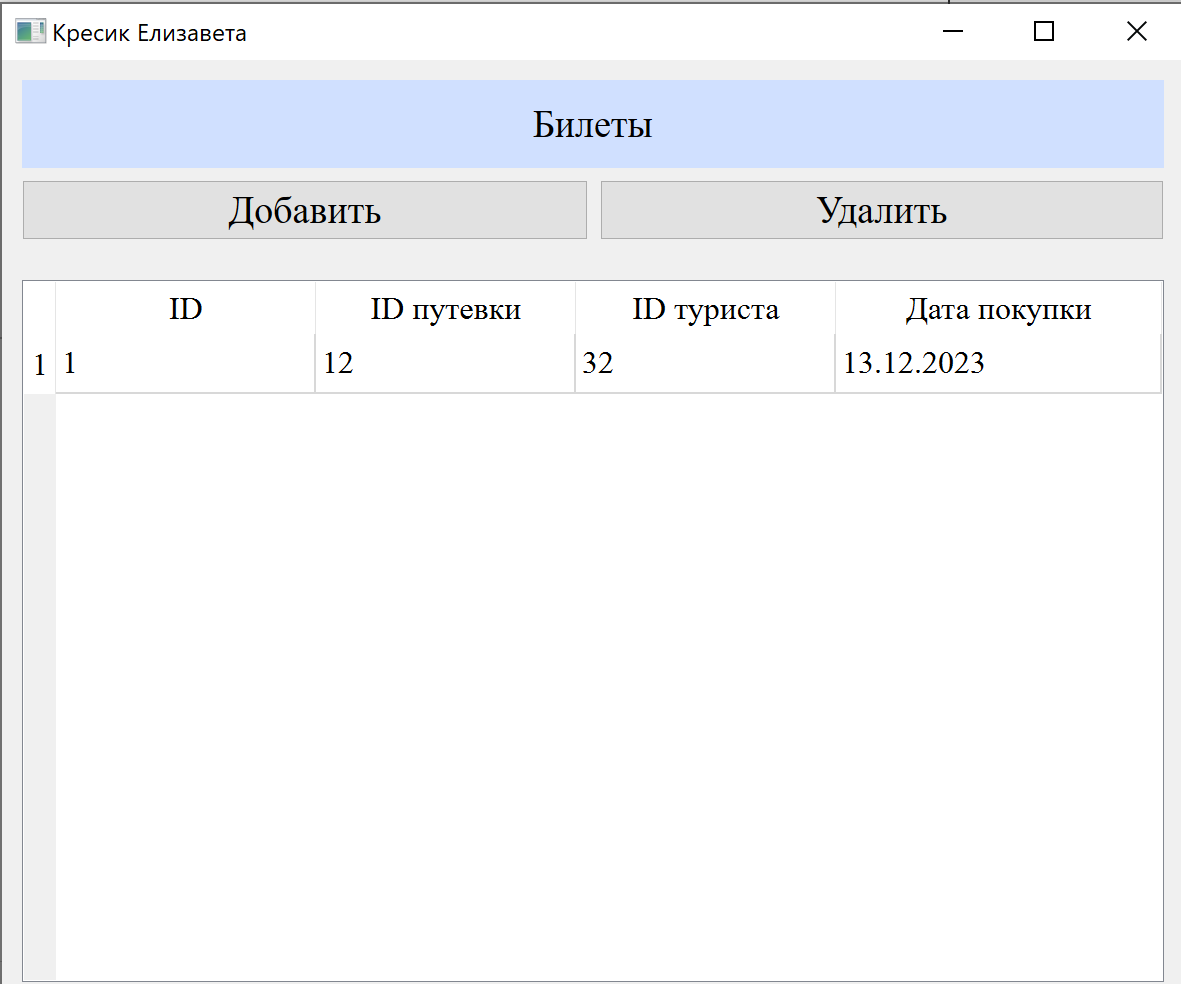 Кресик Елизавета
Билеты
Добавить Удалить
ID ID путевки ID туриста Дата покупки
1 1 12 32 13.12.2023